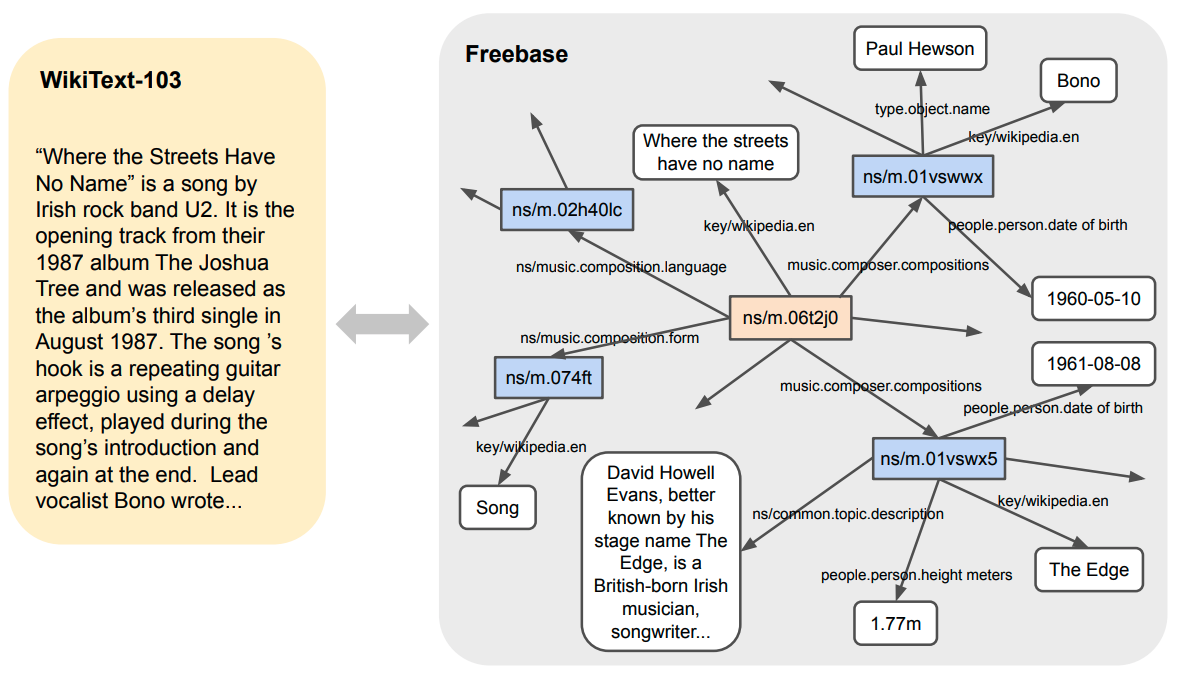 WikiText-103
“Where the Streets Have
No Name” is a song by
Irish rock band U2. It is the
opening track from their
1987 album The Joshua
Tree and was released as
the album’s third single in
August 1987. The song ’s
hook is a repeating guitar
arpeggio using a delay
effect, played during the
song’s introduction and
again at the end. Lead
vocalist Bono wrote...
Freebase
Paul Hewson
Bono
type.object.name
key/wikipedia.en
Where the streets
have no name
ns/m.01vswwx
ns/m.02h40lc
key/wikipedia.en
people.person.date of birth
ns/music.composition.language
music.composer.compositions
1960-05-10
ns/m.06t2j0
ns/music.composition.form
1961-08-08
ns/m.074ft
music.composer.compositions
people.person.date of birth
key/wikipedia.en
ns/m.01vswx5
Song
David Howell
Evans, better
known by his
stage name The
Edge, is a
British-born Irish
musician,
songwriter...
ns/common.topic.description
key/wikipedia.en
people.person.height meters
The Edge
1.77m